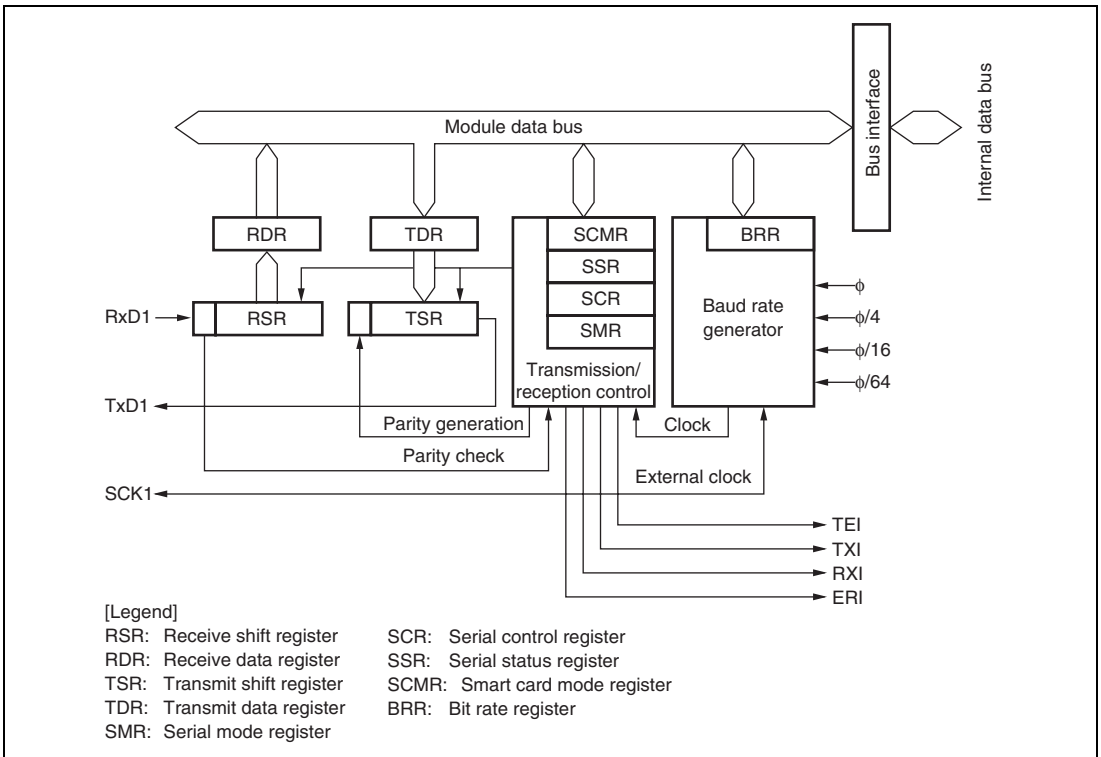 Module data bus
Bus interface
Internal data bus
RDR
TDR
SCMR
SSR
SCR
SMR
Transmission/
reception control
BRR
Baud rate
generator
ϕ
ϕ/4
ϕ/16
ϕ/64
RxD1
RSR
TSR
TxD1
Parity generation
Parity check
Clock
External clock
SCK1
TEI
TXI
RXI
ERI
[Legend]
RSR: Receive shift register
RDR: Receive data register
TSR: Transmit shift register
TDR: Transmit data register
SMR: Serial mode register
SCR: Serial control register
SSR: Serial status register
SCMR: Smart card mode register
BRR: Bit rate register